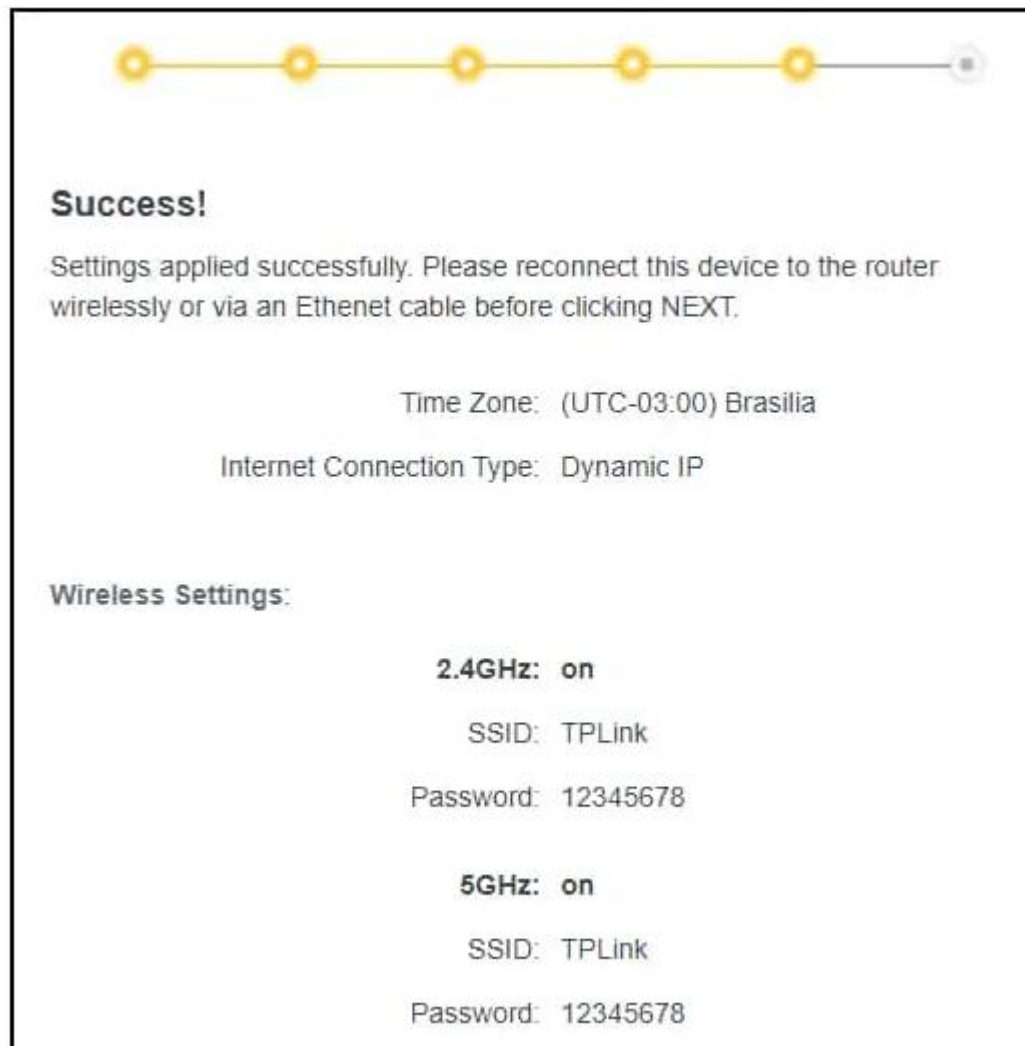 Success!
Settings applied successfully. Please reconnect this device to the router
wirelessly or via an Ethenet cable before clicking NEXT.
Time Zone: (UTC-03:00) Brasilia
Internet Connection Type: Dynamic IP
Wireless Settings:
2.4GHz: on
SSID: TPLink
Password: 12345678
5GHz: on
SSID: TPLink
Password: 12345678